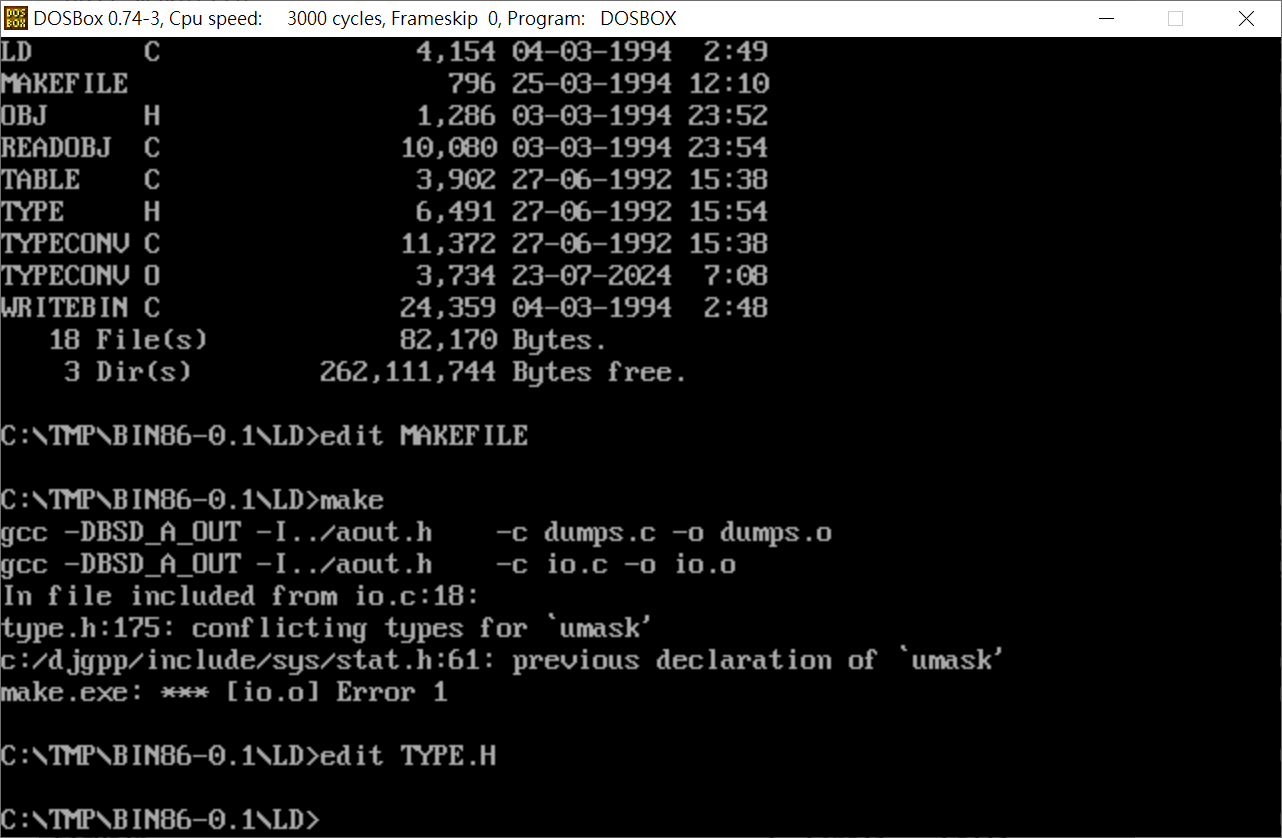 DOSBox 0.74-3, Cpu speed:    3000 cycles, Frameskip  0, Program:   DOSBOX
LD       C                4,154 04-03-1994  2:49
MAKEFILE                    796 25-03-1994 12:10
OBJ      H                1,286 03-03-1994 23:52
READOBJ  C               10,080 03-03-1994 23:54
TABLE    C                3,902 27-06-1992 15:38
TYPE     H                6,491 27-06-1992 15:54
TYPECONV C               11,372 27-06-1992 15:38
TYPECONV O                3,734 23-07-2024  7:08
WRITEBIN C               24,359 04-03-1994  2:48
   18 File(s)            82,170 Bytes.
    3 Dir(s)        262,111,744 Bytes free.
C:\TMP\BIN86-0.1\LD>edit MAKEFILE
C:\TMP\BIN86-0.1\LD>make
gcc -DBSD_A_OUT -I../aout.h    -c dumps.c -o dumps.o
gcc -DBSD_A_OUT -I../aout.h    -c io.c -o io.o
In file included from io.c:18:
type.h:175: conflicting types for `umask'
c:/djgpp/include/sys/stat.h:61: previous declaration of `umask'
make.exe: *** [io.o] Error 1
C:\TMP\BIN86-0.1\LD>edit TYPE.H
C:\TMP\BIN86-0.1\LD>